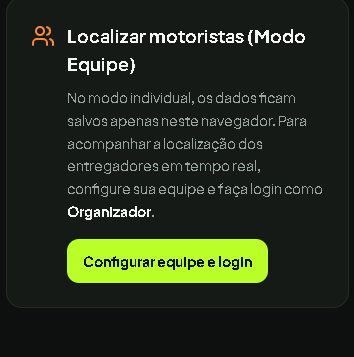 Localizar motoristas (Modo
Equipe)
No modo individual, os dados ficam
salvos apenas neste navegador. Para
acompanhar a localização dos
entregadores em tempo real,
configure sua equipe e faça login como
Organizador.
Configurar equipe e login